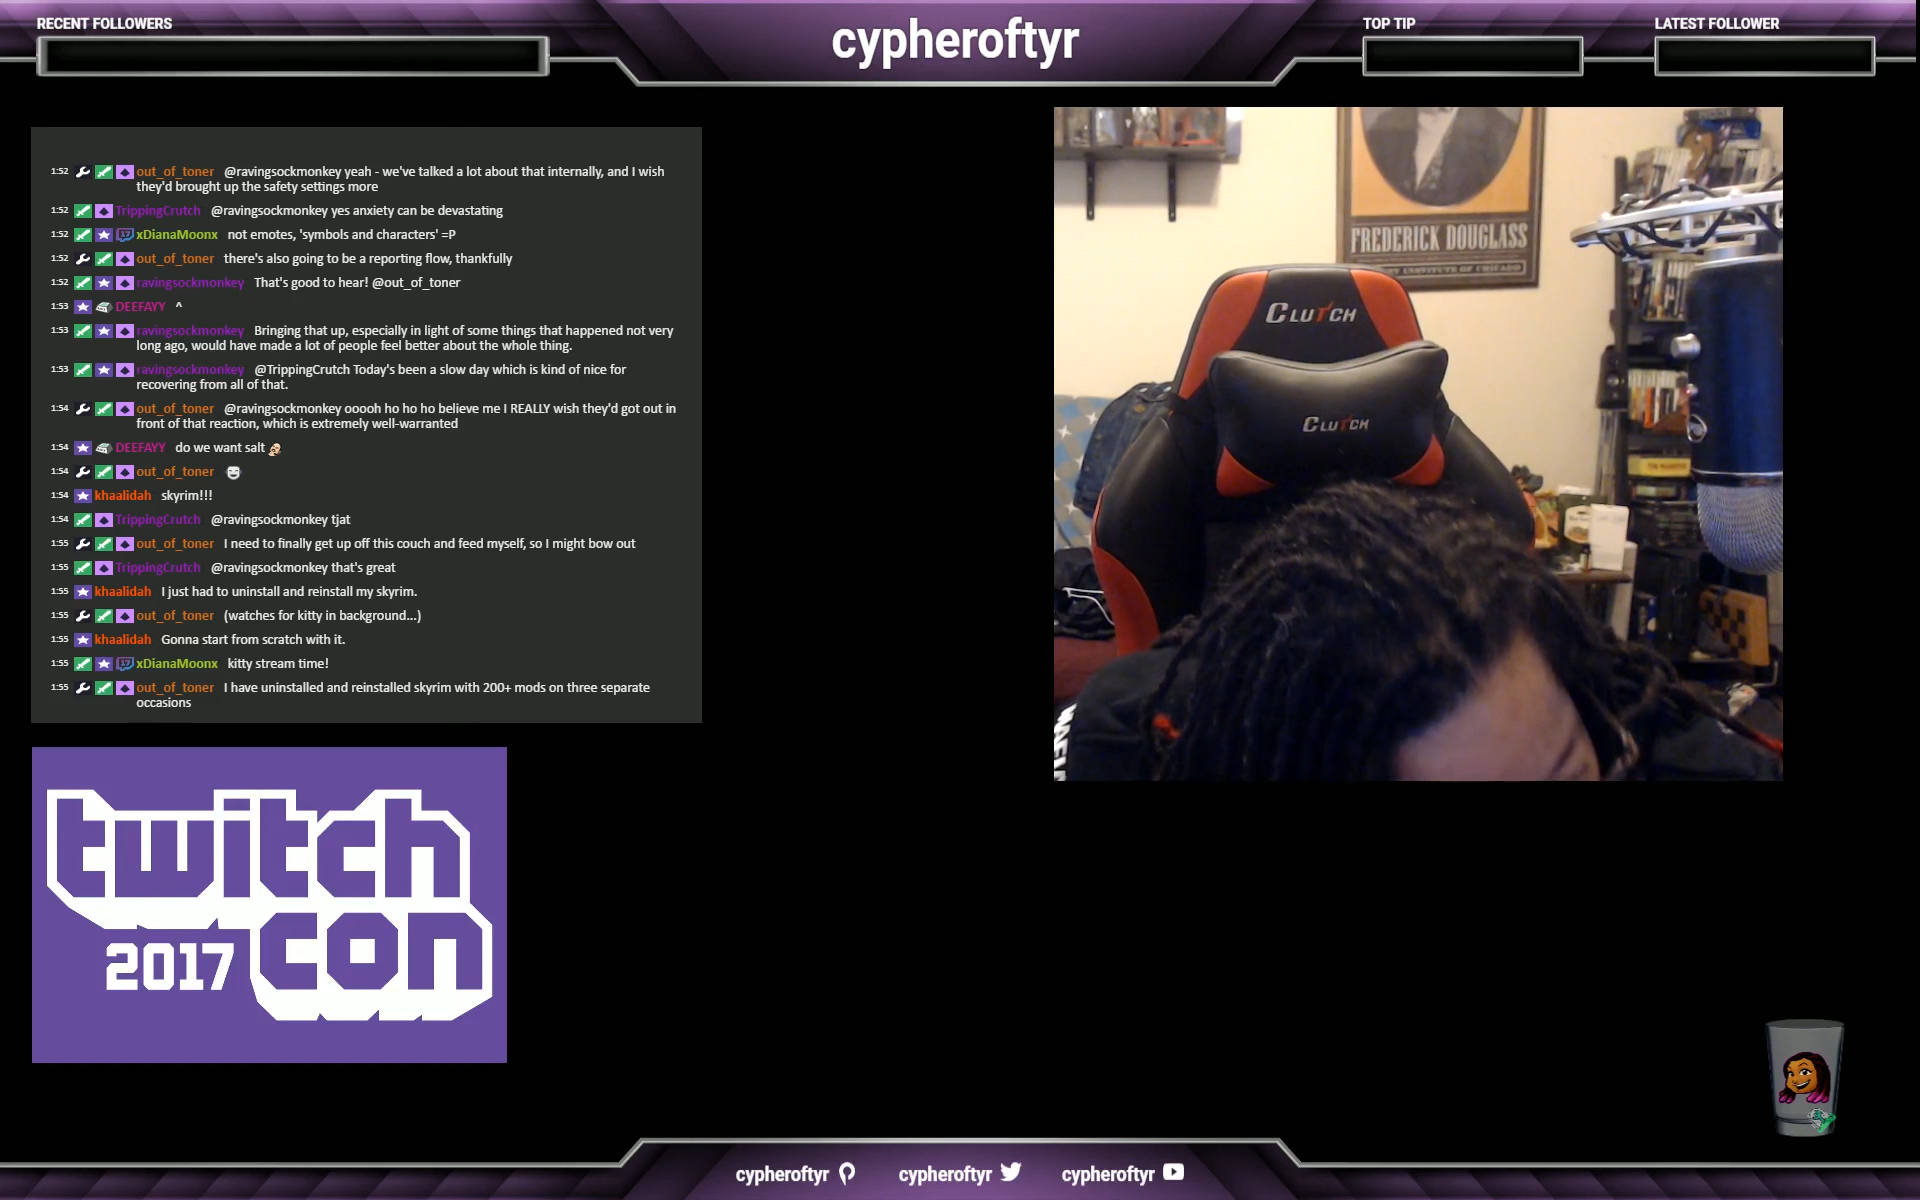 RECENT FOLLOWERS
cypheroftyr
TOP TIP
LATEST FOLLOWER
1:52 out_of_toner @ravingsockmonkey yeah - we've talked a lot about that internally, and I wish
they'd brought up the safety settings more
1:52 TrippingCrutch @ravingsockmonkey yes anxiety can be devastating
1:52 xDianaMoonx not emotes, 'symbols and characters' =P
1:52 out_of_toner there's also going to be a reporting flow, thankfully
1:52 ravingsockmonkey That's good to hear! @out_of_toner
1:53 DEEFAYY ^
1:53 ravingsockmonkey Bringing that up, especially in light of some things that happened not very
long ago, would have made a lot of people feel better about the whole thing.
1:53 ravingsockmonkey @TrippingCrutch Today's been a slow day which is kind of nice for
recovering from all of that.
1:54 out_of_toner @ravingsockmonkey ooooh ho ho ho believe me I REALLY wish they'd got out in
front of that reaction, which is extremely well-warranted
1:54 DEEFAYY do we want salt
1:54 out_of_toner
1:54 khaalidah skyrim!!!
1:54 TrippingCrutch @ravingsockmonkey tjat
1:55 out_of_toner I need to finally get up off this couch and feed myself, so I might bow out
1:55 TrippingCrutch @ravingsockmonkey that's great
1:55 khaalidah I just had to uninstall and reinstall my skyrim.
1:55 out_of_toner (watches for kitty in background...)
1:55 khaalidah Gonna start from scratch with it.
1:55 xDianaMoonx kitty stream time!
1:55 out_of_toner I have uninstalled and reinstalled skyrim with 200+ mods on three separate
occasions
FREDERICK DOUGLASS
INSTITUTE OF CHICAGO
CLUTCH
CLUTCH
twitch
con
2017
cypheroftyr
cypheroftyr
cypheroftyr